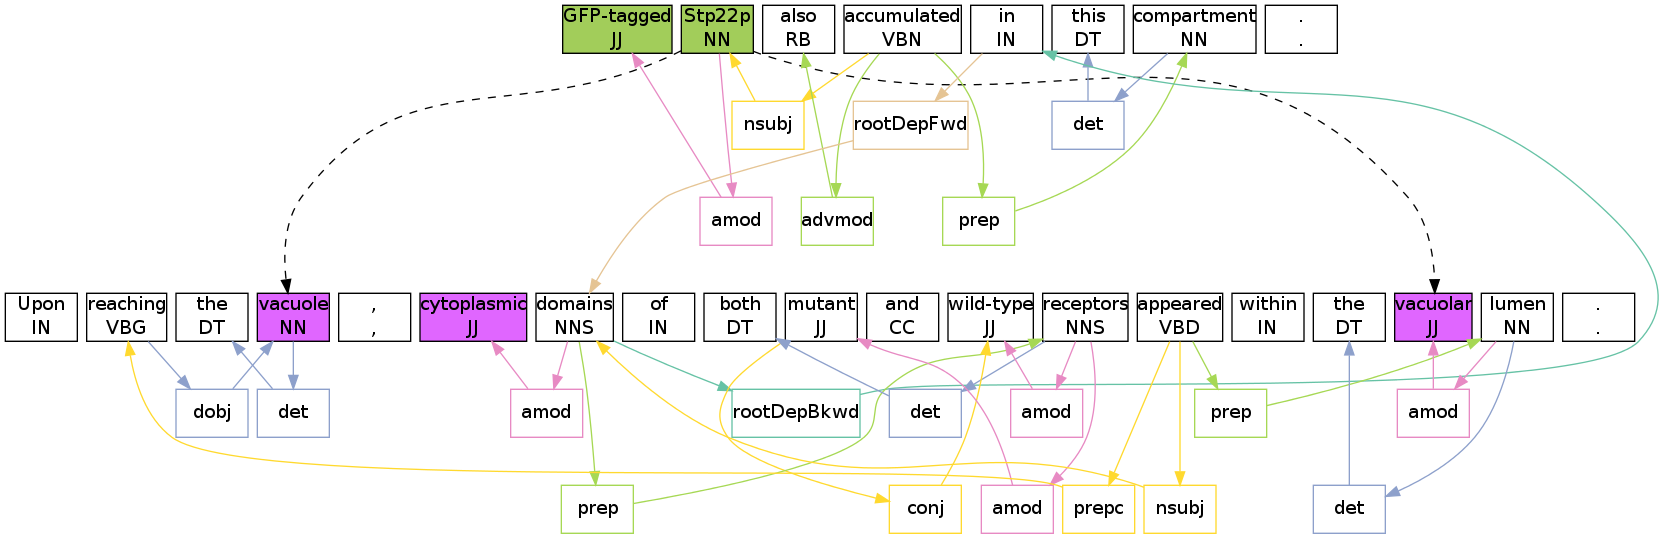 GFP-tagged Stp22p also accumulated in this compartment .
JJ NN RB VBN IN DT NN .
nsubj rootDepFwd det
amod advmod prep
Upon reaching the vacuole , cytoplasmic domains of both mutant and wild-type receptors appeared within the vacuolar lumen .
IN VBG DT NN , JJ NNS IN DT JJ CC JJ NNS VBD IN DT JJ NN .
dobj det amod rootDepBkwd det amod prep amod
prep conj amod prepc nsubj det